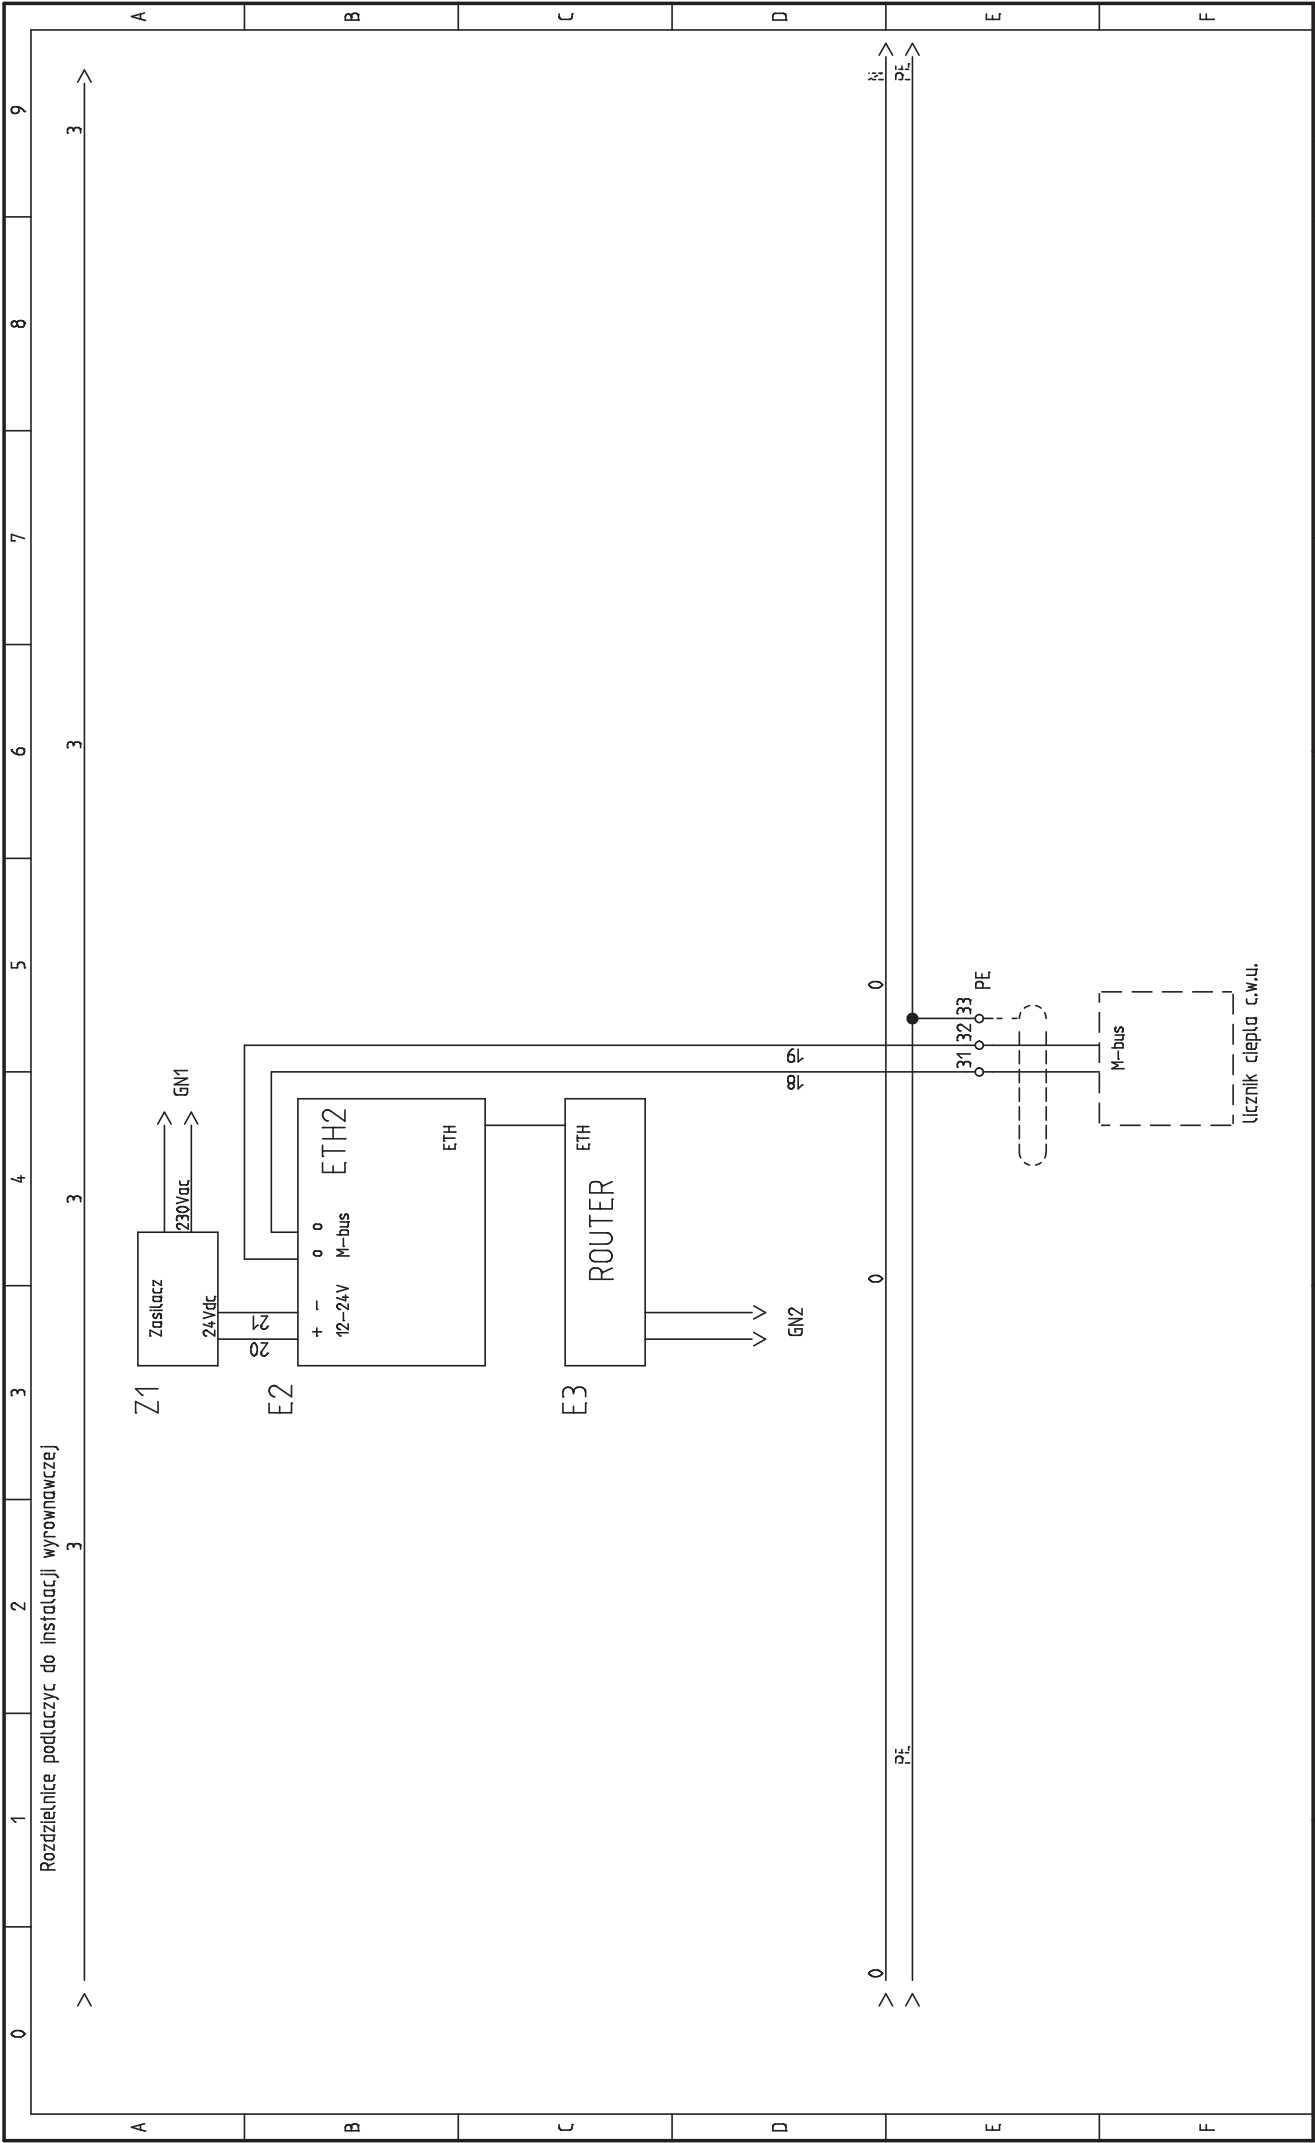 0 1 2 3 4 5 6 7 8 9
A
A
B
B
C
C
D
D
E
E
F
F
Rozdzielnice podlaczyc do instalacji wyrownawczej
3
3
3
3
Z1
Zasilacz
24Vdc
230Vac
GN1
20
21
E2
+ -
12-24V
o o
M-bus
ETH2
ETH
E3
ROUTER
ETH
GN2
18
19
0
0
0
N
PE
PE
31 32 33
PE
M-bus
licznik ciepla c.w.u.